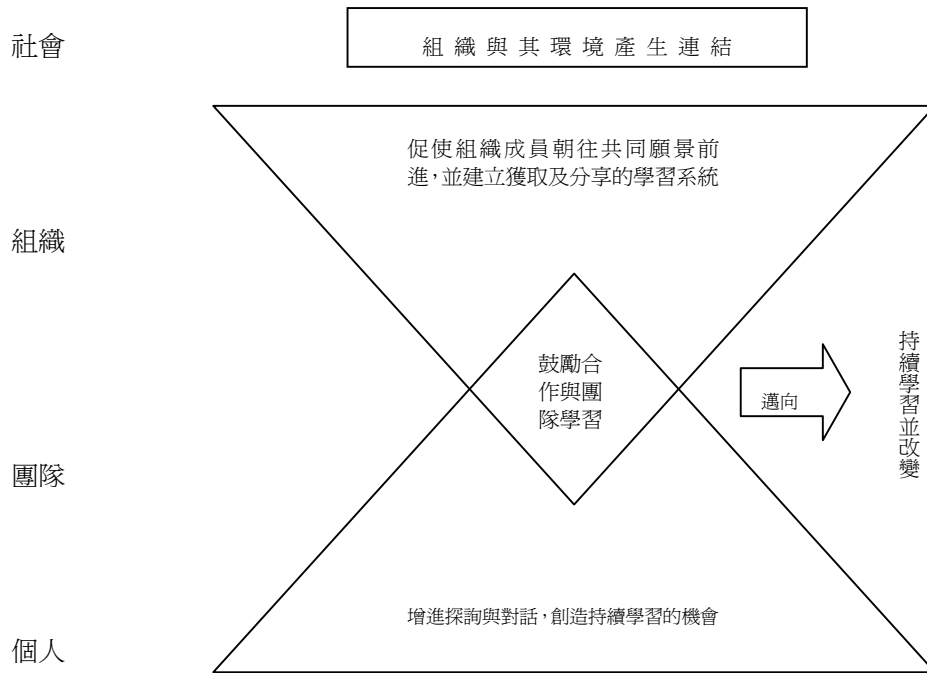 社會
組織與其環境產生連結
促使組織成員朝往共同願景前
進，並建立獲取及分享的學習系統
組織
鼓勵合
作與團
隊學習
邁向
持續學習並改變
團隊
增進探詢與對話，創造持續學習的機會
個人